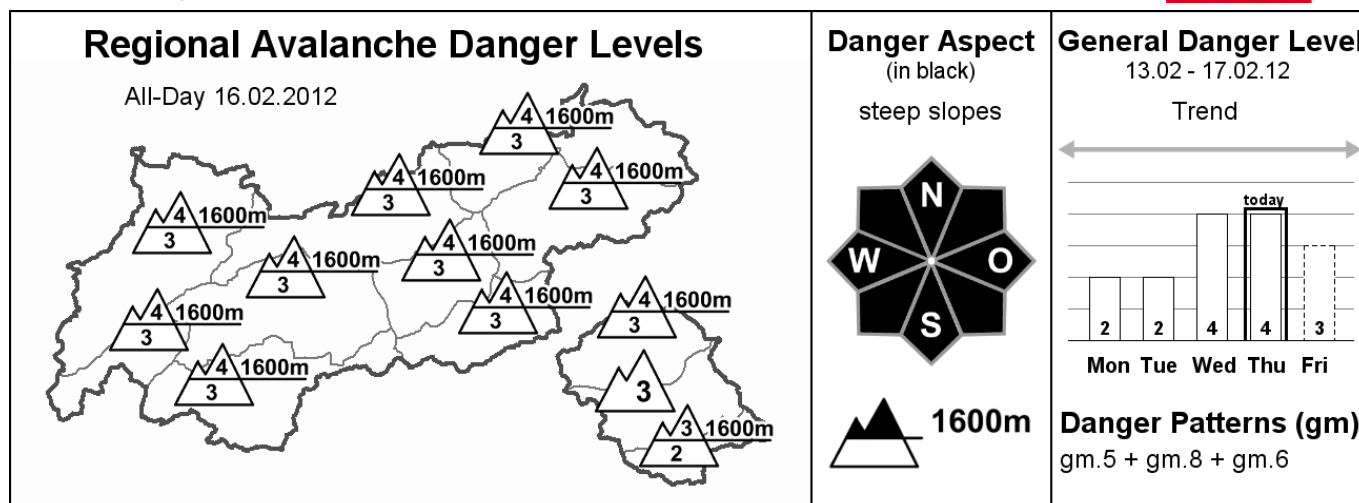 Regional Avalanche Danger Levels
All-Day 16.02.2012
4 1600m
3
4 1600m
3
4 1600m
3
4 1600m
3
4 1600m
3
4 1600m
3
4 1600m
3
4 1600m
3
4 1600m
3
4 1600m
3
4 1600m
3
3
3 1600m
2
Danger Aspect
(in black)
steep slopes
N
W O
S
1600m
General Danger Level
13.02 - 17.02.12
Trend
today
2 2 4 4 3
Mon Tue Wed Thu Fri
Danger Patterns (gm)
gm.5 + gm.8 + gm.6